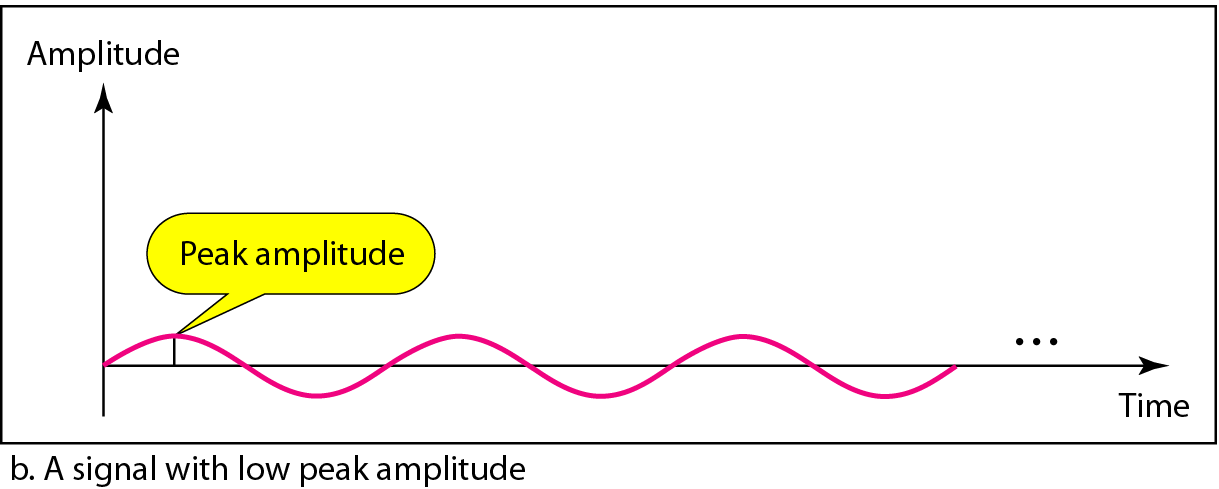 Amplitude
Peak amplitude
...
Time
b. A signal with low peak amplitude